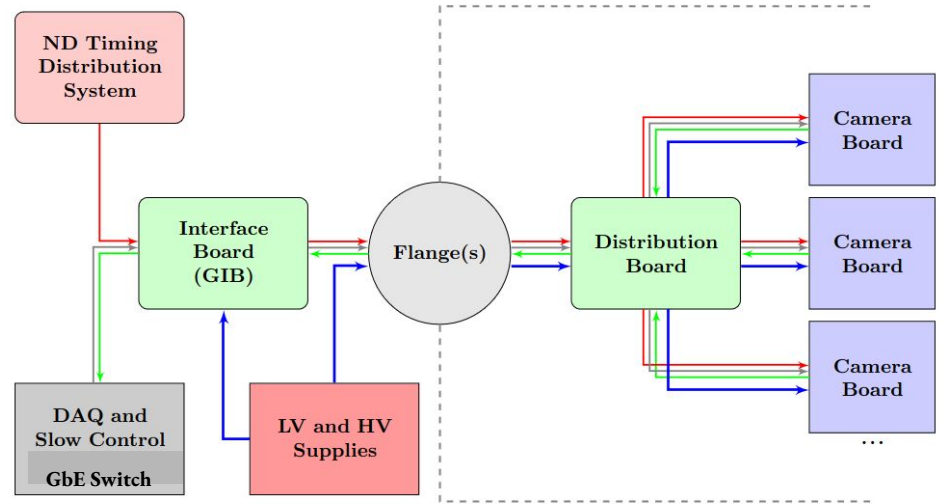 ND Timing
Distribution
System
Camera
Board
Interface
Board
(GIB)
Flange(s)
Distribution
Board
Camera
Board
DAQ and
Slow Control
GbE Switch
LV and HV
Supplies
Camera
Board
...